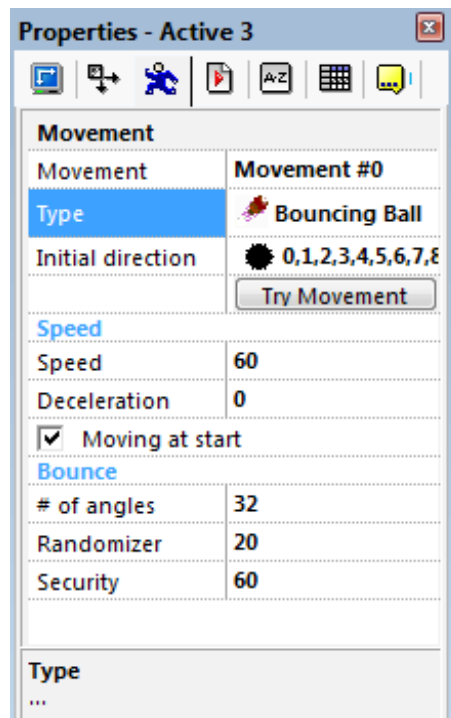 Properties - Active 3
A-Z
Movement
Movement Movement #0
Type Bouncing Ball
Initial direction 0,1,2,3,4,5,6,7,8
Try Movement
Speed
Speed 60
Deceleration 0
Moving at start
Bounce
# of angles 32
Randomizer 20
Security 60
Type
...